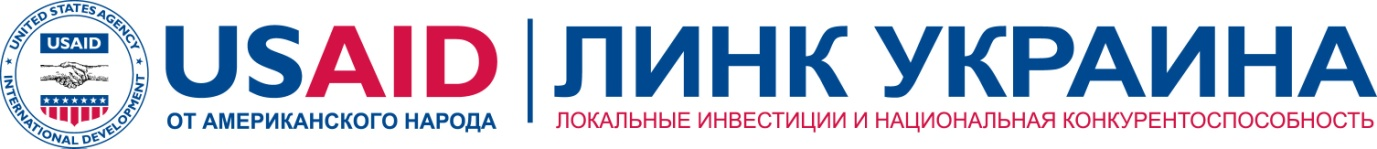 UNITED STATES AGENCY
USAID
INTERNATIONAL DEVELOPMENT
USAID
ОТ АМЕРИКАНСКОГО НАРОДА
ЛИНК УКРАИНА
ЛОКАЛЬНЫЕ ИНВЕСТИЦИИ И НАЦИОНАЛЬНАЯ КОНКУРЕНТОСПОСОБНОСТЬ